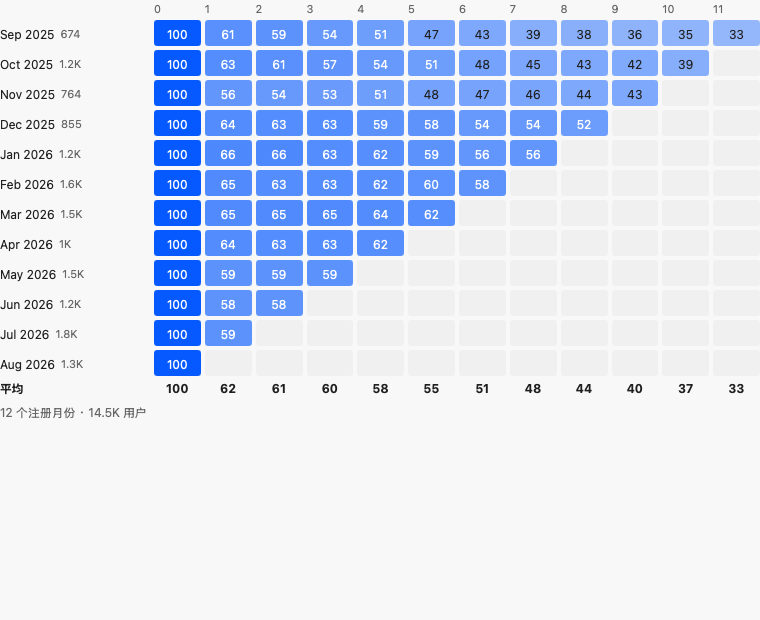 0 1 2 3 4 5 6 7 8 9 10 11
Sep 2025 674 100 61 59 54 51 47 43 39 38 36 35 33
Oct 2025 1.2K 100 63 61 57 54 51 48 45 43 42 39
Nov 2025 764 100 56 54 53 51 48 47 46 44 43
Dec 2025 855 100 64 63 63 59 58 54 54 52
Jan 2026 1.2K 100 66 66 63 62 59 56 56
Feb 2026 1.6K 100 65 63 63 62 60 58
Mar 2026 1.5K 100 65 65 65 64 62
Apr 2026 1K 100 64 63 63 62
May 2026 1.5K 100 59 59 59
Jun 2026 1.2K 100 58 58
Jul 2026 1.8K 100 59
Aug 2026 1.3K 100
平均 100 62 61 60 58 55 51 48 44 40 37 33
12 个注册月份 · 14.5K 用户